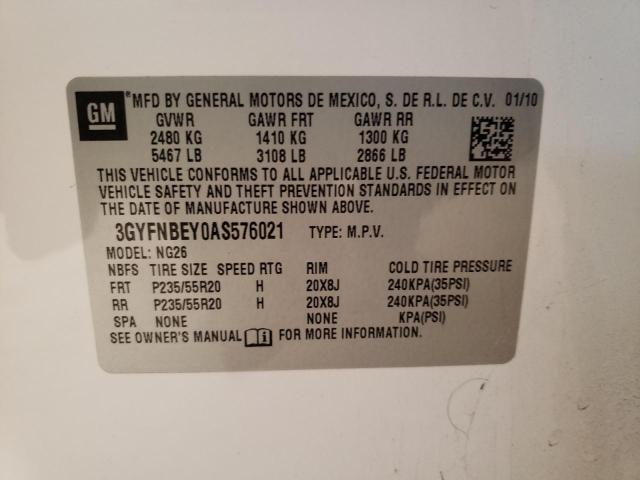 GM ®MFD BY GENERAL MOTORS DE MEXICO, S. DE R.L. DE C.V. 01/10
GVWR GAWR FRT GAWR RR
2480 KG 1410 KG 1300 KG
5467 LB 3108 LB 2866 LB
THIS VEHICLE CONFORMS TO ALL APPLICABLE U.S. FEDERAL MOTOR
VEHICLE SAFETY AND THEFT PREVENTION STANDARDS IN EFFECT ON
THE DATE OF MANUFACTURE SHOWN ABOVE.
3GYFNBEY0AS576021 TYPE: M.P.V.
MODEL: NG26
NBFS TIRE SIZE SPEED RTG RIM COLD TIRE PRESSURE
FRT P235/55R20 H 20X8J 240KPA(35PSI)
RR P235/55R20 H 20X8J 240KPA(35PSI)
SPA NONE NONE KPA(PSI)
SEE OWNER'S MANUAL i FOR MORE INFORMATION.